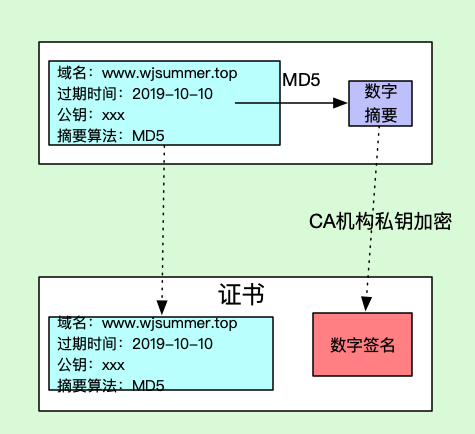 域名：www.wjsummer.top
过期时间：2019-10-10
公钥：xxx
摘要算法：MD5
MD5
数字
摘要
CA机构私钥加密
证书
域名：www.wjsummer.top
过期时间：2019-10-10
公钥：xxx
摘要算法：MD5
数字签名